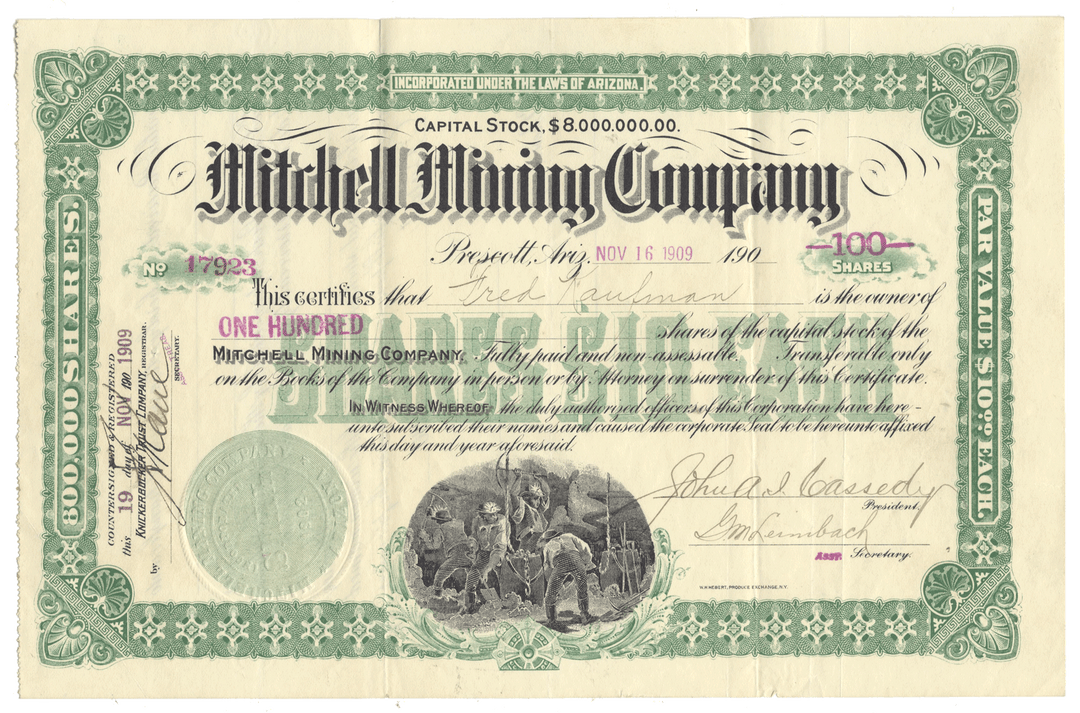 INCORPORATED UNDER THE LAWS OF ARIZONA.
CAPITAL STOCK, $8.000.000.00.
Mitchell Mining Company
Prescott, Ariz. NOV 16 1909 190
No 17923
—100—
SHARES
This certifies that Fred Kaufman is the owner of
ONE HUNDRED shares of the capital stock of the
MITCHELL MINING COMPANY. Fully paid and non-assessable. Transferable only
on the Books of the Company in person or by Attorney on surrender of this Certificate.
IN WITNESS WHEREOF, the duly authorized officers of this Corporation have here-
unto subscribed their names and caused the corporate Seal to be hereunto affixed
this day and year aforesaid.
SHARES $10 EACH
John A. I. Cassedy
President.
G M Leimbach
ASST. Secretary.
W.H.HEBERT, PRODUCE EXCHANGE, N.Y.
800.000 SHARES.
PAR VALUE $10.00 EACH.
COUNTERSIGNED & REGISTERED
this 19 day of NOV 190 1909
KNICKERBOCKER TRUST COMPANY, REGISTRAR.
by
SECRETARY.